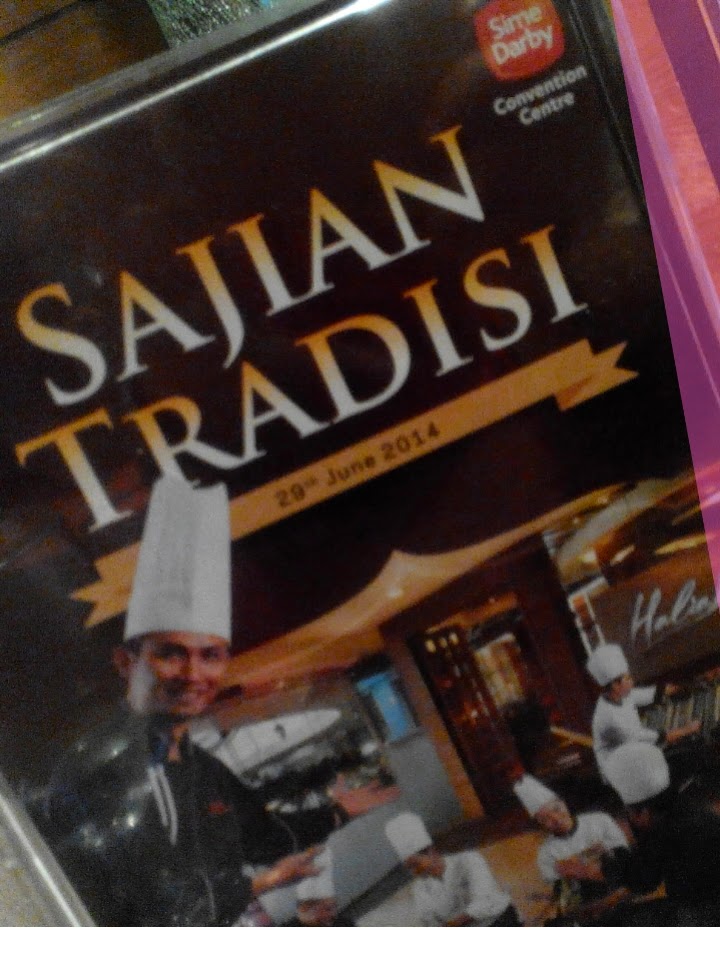 Sime
Darby
Convention
Centre
SAJIAN
TRADISI
29th June 2014